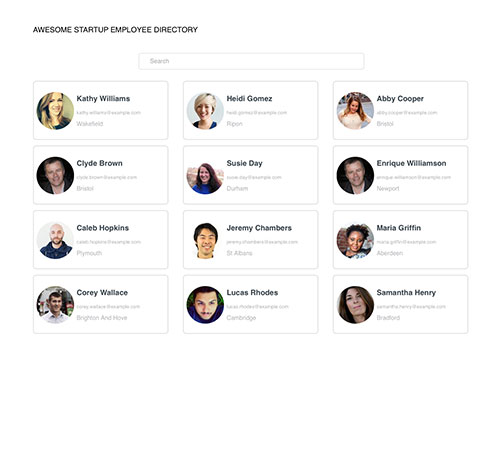 AWESOME STARTUP EMPLOYEE DIRECTORY
Search
Kathy Williams
kathy.williams@example.com
Wakefield
Heidi Gomez
heidi.gomez@example.com
Ripon
Abby Cooper
abby.cooper@example.com
Bristol
Clyde Brown
clyde.brown@example.com
Bristol
Susie Day
susie.day@example.com
Durham
Enrique Williamson
enrique.williamson@example.com
Newport
Caleb Hopkins
caleb.hopkins@example.com
Plymouth
Jeremy Chambers
jeremy.chambers@example.com
St Albans
Maria Griffin
maria.griffin@example.com
Aberdeen
Corey Wallace
corey.wallace@example.com
Brighton And Hove
Lucas Rhodes
lucas.rhodes@example.com
Cambridge
Samantha Henry
samantha.henry@example.com
Bradford